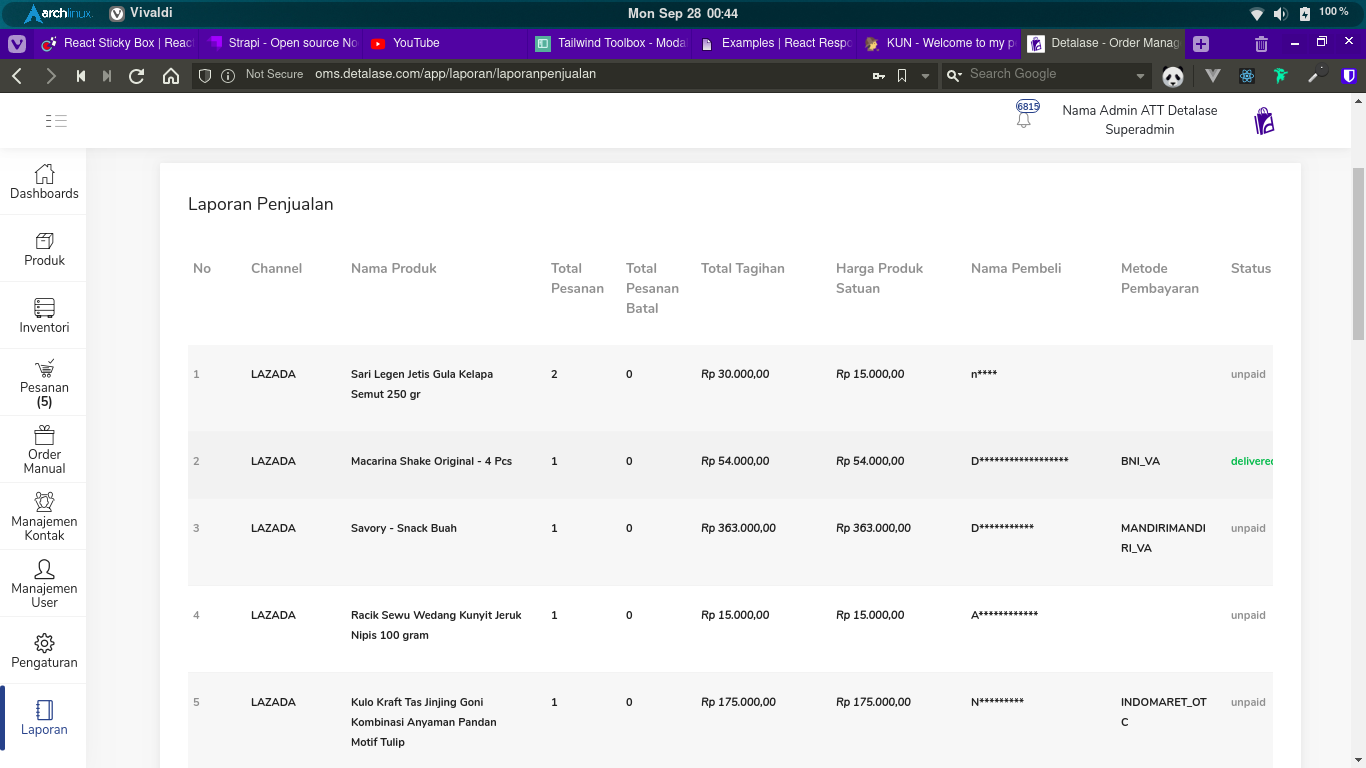 archlinux.
Vivaldi
Mon Sep 28 00:44
100 %
React Sticky Box | Reac
Strapi - Open source No
YouTube
Tailwind Toolbox - Moda
Examples | React Respo
KUN - Welcome to my p
Detalase - Order Manag
Not Secure
oms.detalase.com/app/laporan/laporanpenjualan
Search Google
6815
Nama Admin ATT Detalase
Superadmin
Dashboards
Produk
Inventori
Pesanan
(5)
Order
Manual
Manajemen
Kontak
Manajemen
User
Pengaturan
Laporan
Laporan Penjualan
No Channel Nama Produk Total Pesanan Total Pesanan Batal Total Tagihan Harga Produk Satuan Nama Pembeli Metode Pembayaran Status
1 LAZADA Sari Legen Jetis Gula Kelapa 2 0 Rp 30.000,00 Rp 15.000,00 n**** unpaid
Semut 250 gr
2 LAZADA Macarina Shake Original - 4 Pcs 1 0 Rp 54.000,00 Rp 54.000,00 D****************** BNI_VA delivered
3 LAZADA Savory - Snack Buah 1 0 Rp 363.000,00 Rp 363.000,00 D*********** MANDIRIMANDI unpaid
RI_VA
4 LAZADA Racik Sewu Wedang Kunyit Jeruk 1 0 Rp 15.000,00 Rp 15.000,00 A************ unpaid
Nipis 100 gram
5 LAZADA Kulo Kraft Tas Jinjing Goni 1 0 Rp 175.000,00 Rp 175.000,00 N********* INDOMARET_OT unpaid
Kombinasi Anyaman Pandan C
Motif Tulip